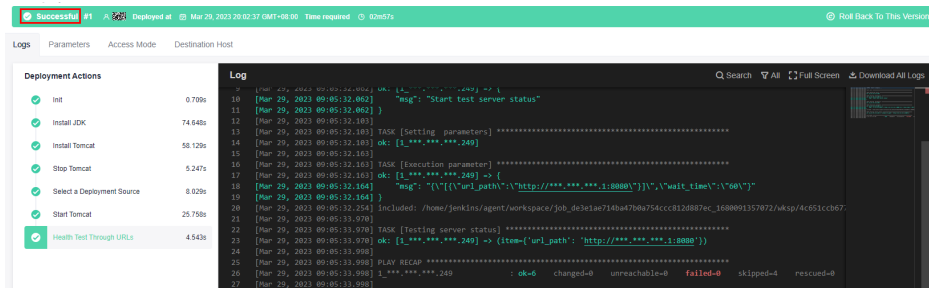 Successful #1 Deployed at Mar 29, 2023 20:02:37 GMT+08:00 Time required 02m57s Roll Back To This Version
Logs Parameters Access Mode Destination Host
Deployment Actions
Init 0.709s
Install JDK 74.648s
Install Tomcat 58.129s
Stop Tomcat 5.247s
Select a Deployment Source 8.029s
Start Tomcat 25.758s
Health Test Through URLs 4.543s
Log Search All Full Screen Download All Logs
9 [Mar 29, 2023 09:05:32.062] ok: [1_***.***.***.249] => {
10 [Mar 29, 2023 09:05:32.062] "msg": "Start test server status"
11 [Mar 29, 2023 09:05:32.062] }
12 [Mar 29, 2023 09:05:32.103]
13 [Mar 29, 2023 09:05:32.103] TASK [Setting parameters] **************************************************
14 [Mar 29, 2023 09:05:32.103] ok: [1_***.***.***.249]
15 [Mar 29, 2023 09:05:32.163]
16 [Mar 29, 2023 09:05:32.163] TASK [Execution parameter] **************************************************
17 [Mar 29, 2023 09:05:32.163] ok: [1_***.***.***.249] => {
18 [Mar 29, 2023 09:05:32.164] "msg": "{\"[{\"url_path\":\"http://***.***.***.1:8080\"}]\",\"wait_time\":\"60\"}"
19 [Mar 29, 2023 09:05:32.164] }
20 [Mar 29, 2023 09:05:32.254] included: /home/jenkins/agent/workspace/job_de3e1ae714ba47b0a754ccc812d887ec_1680091357072/wksp/4c651ccb677
21 [Mar 29, 2023 09:05:33.970]
22 [Mar 29, 2023 09:05:33.970] TASK [Testing server status] **************************************************
23 [Mar 29, 2023 09:05:33.970] ok: [1_***.***.***.249] => (item={'url_path': 'http://***.***.***.1:8080'})
24 [Mar 29, 2023 09:05:33.998]
25 [Mar 29, 2023 09:05:33.998] PLAY RECAP **************************************************
26 [Mar 29, 2023 09:05:33.998] 1_***.***.***.249 : ok=6 changed=0 unreachable=0 failed=0 skipped=4 rescued=0
27 [Mar 29, 2023 09:05:33.998]